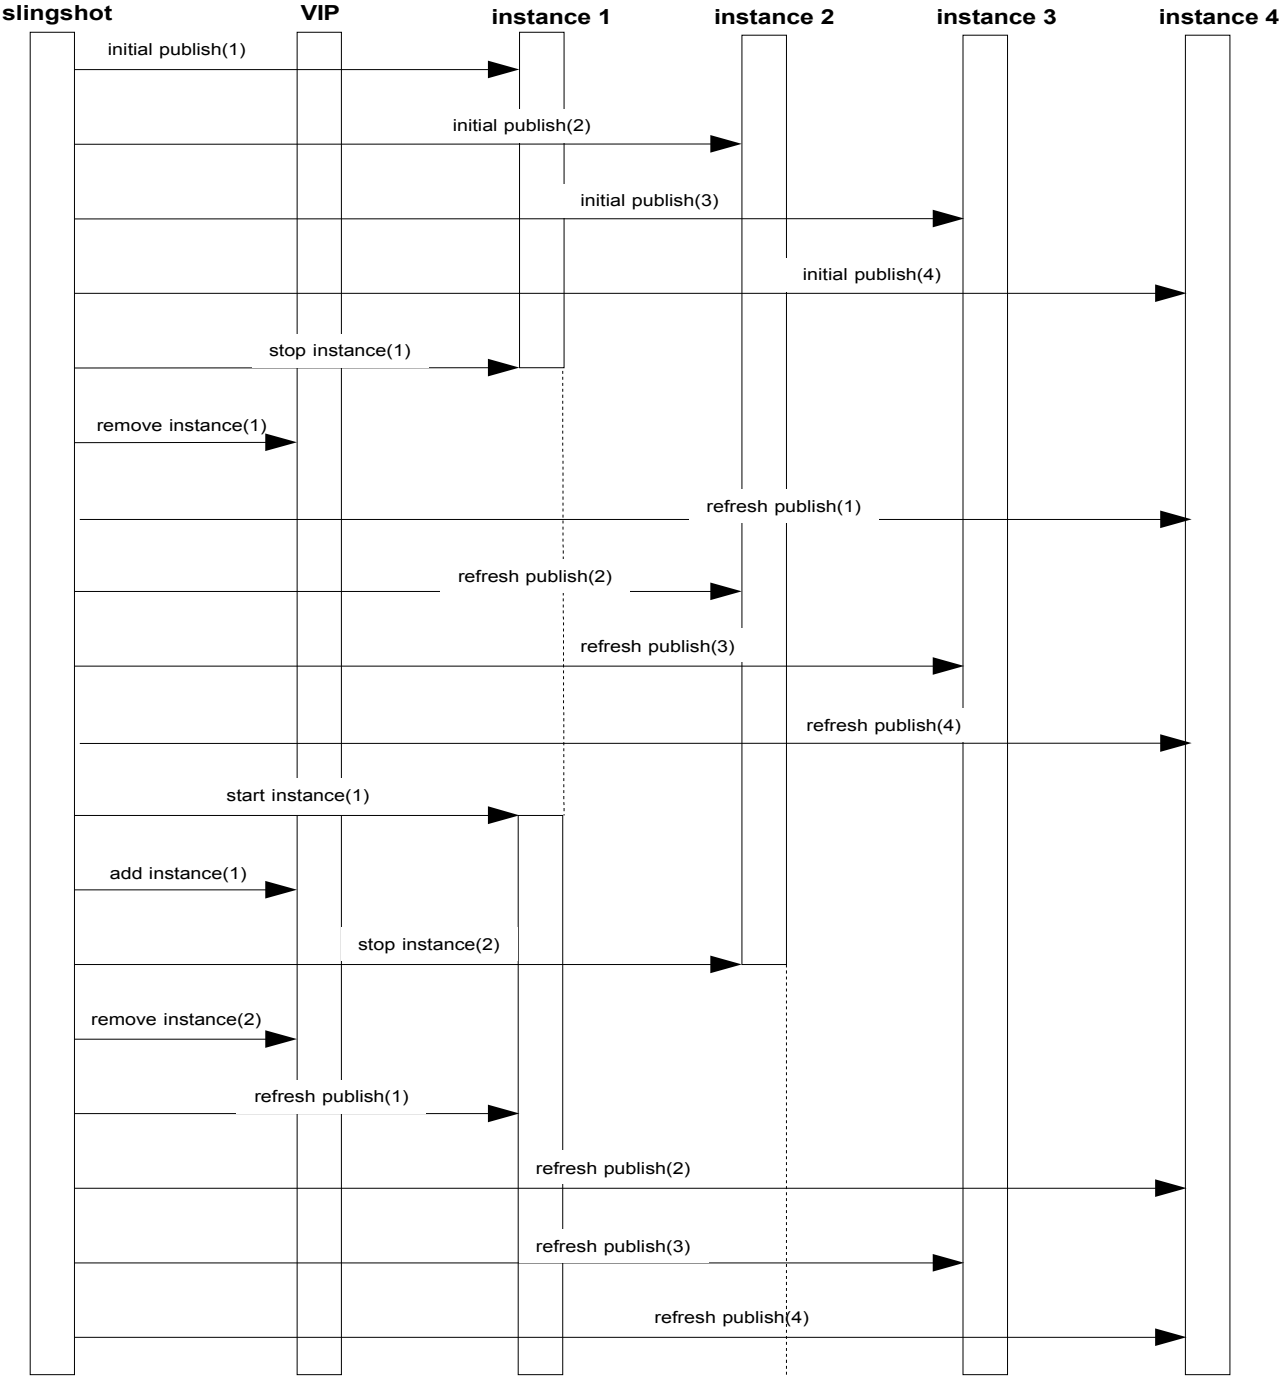 slingshot
VIP
instance 1
instance 2
instance 3
instance 4
initial publish(1)
initial publish(2)
initial publish(3)
initial publish(4)
stop instance(1)
remove instance(1)
refresh publish(1)
refresh publish(2)
refresh publish(3)
refresh publish(4)
start instance(1)
add instance(1)
stop instance(2)
remove instance(2)
refresh publish(1)
refresh publish(2)
refresh publish(3)
refresh publish(4)